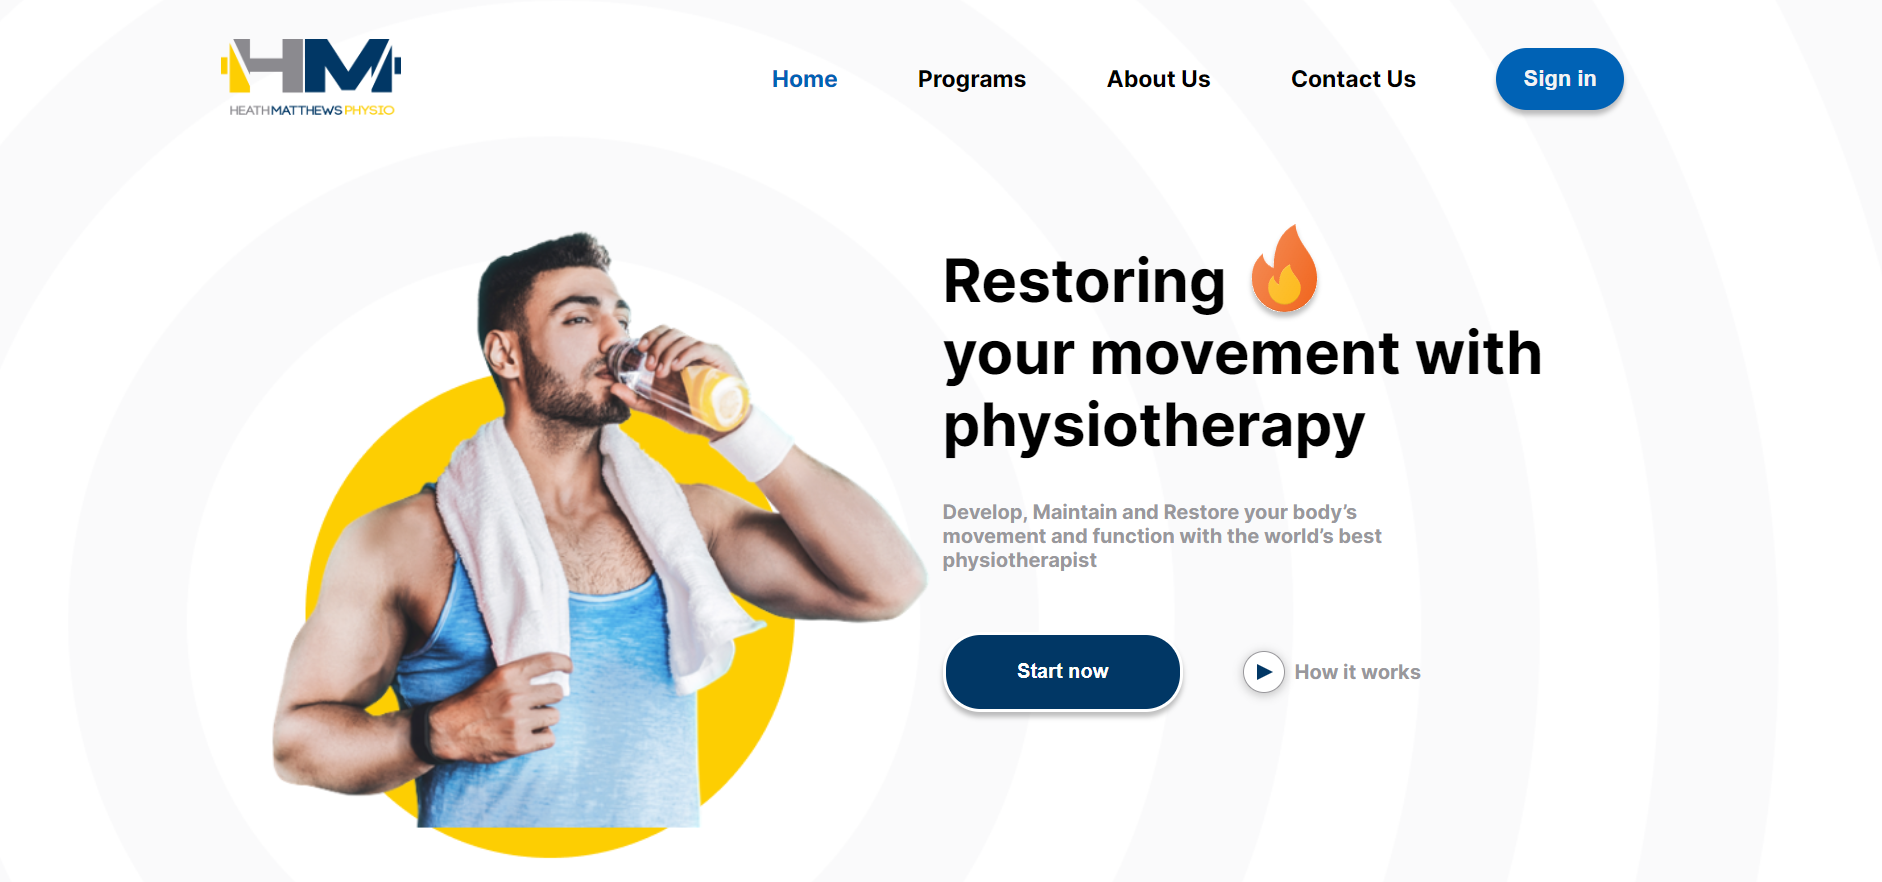 HM
HEATHMATTHEWSPHYSIO
Home
Programs
About Us
Contact Us
Sign in
Restoring
your movement with
physiotherapy
Develop, Maintain and Restore your body’s
movement and function with the world’s best
physiotherapist
Start now
How it works